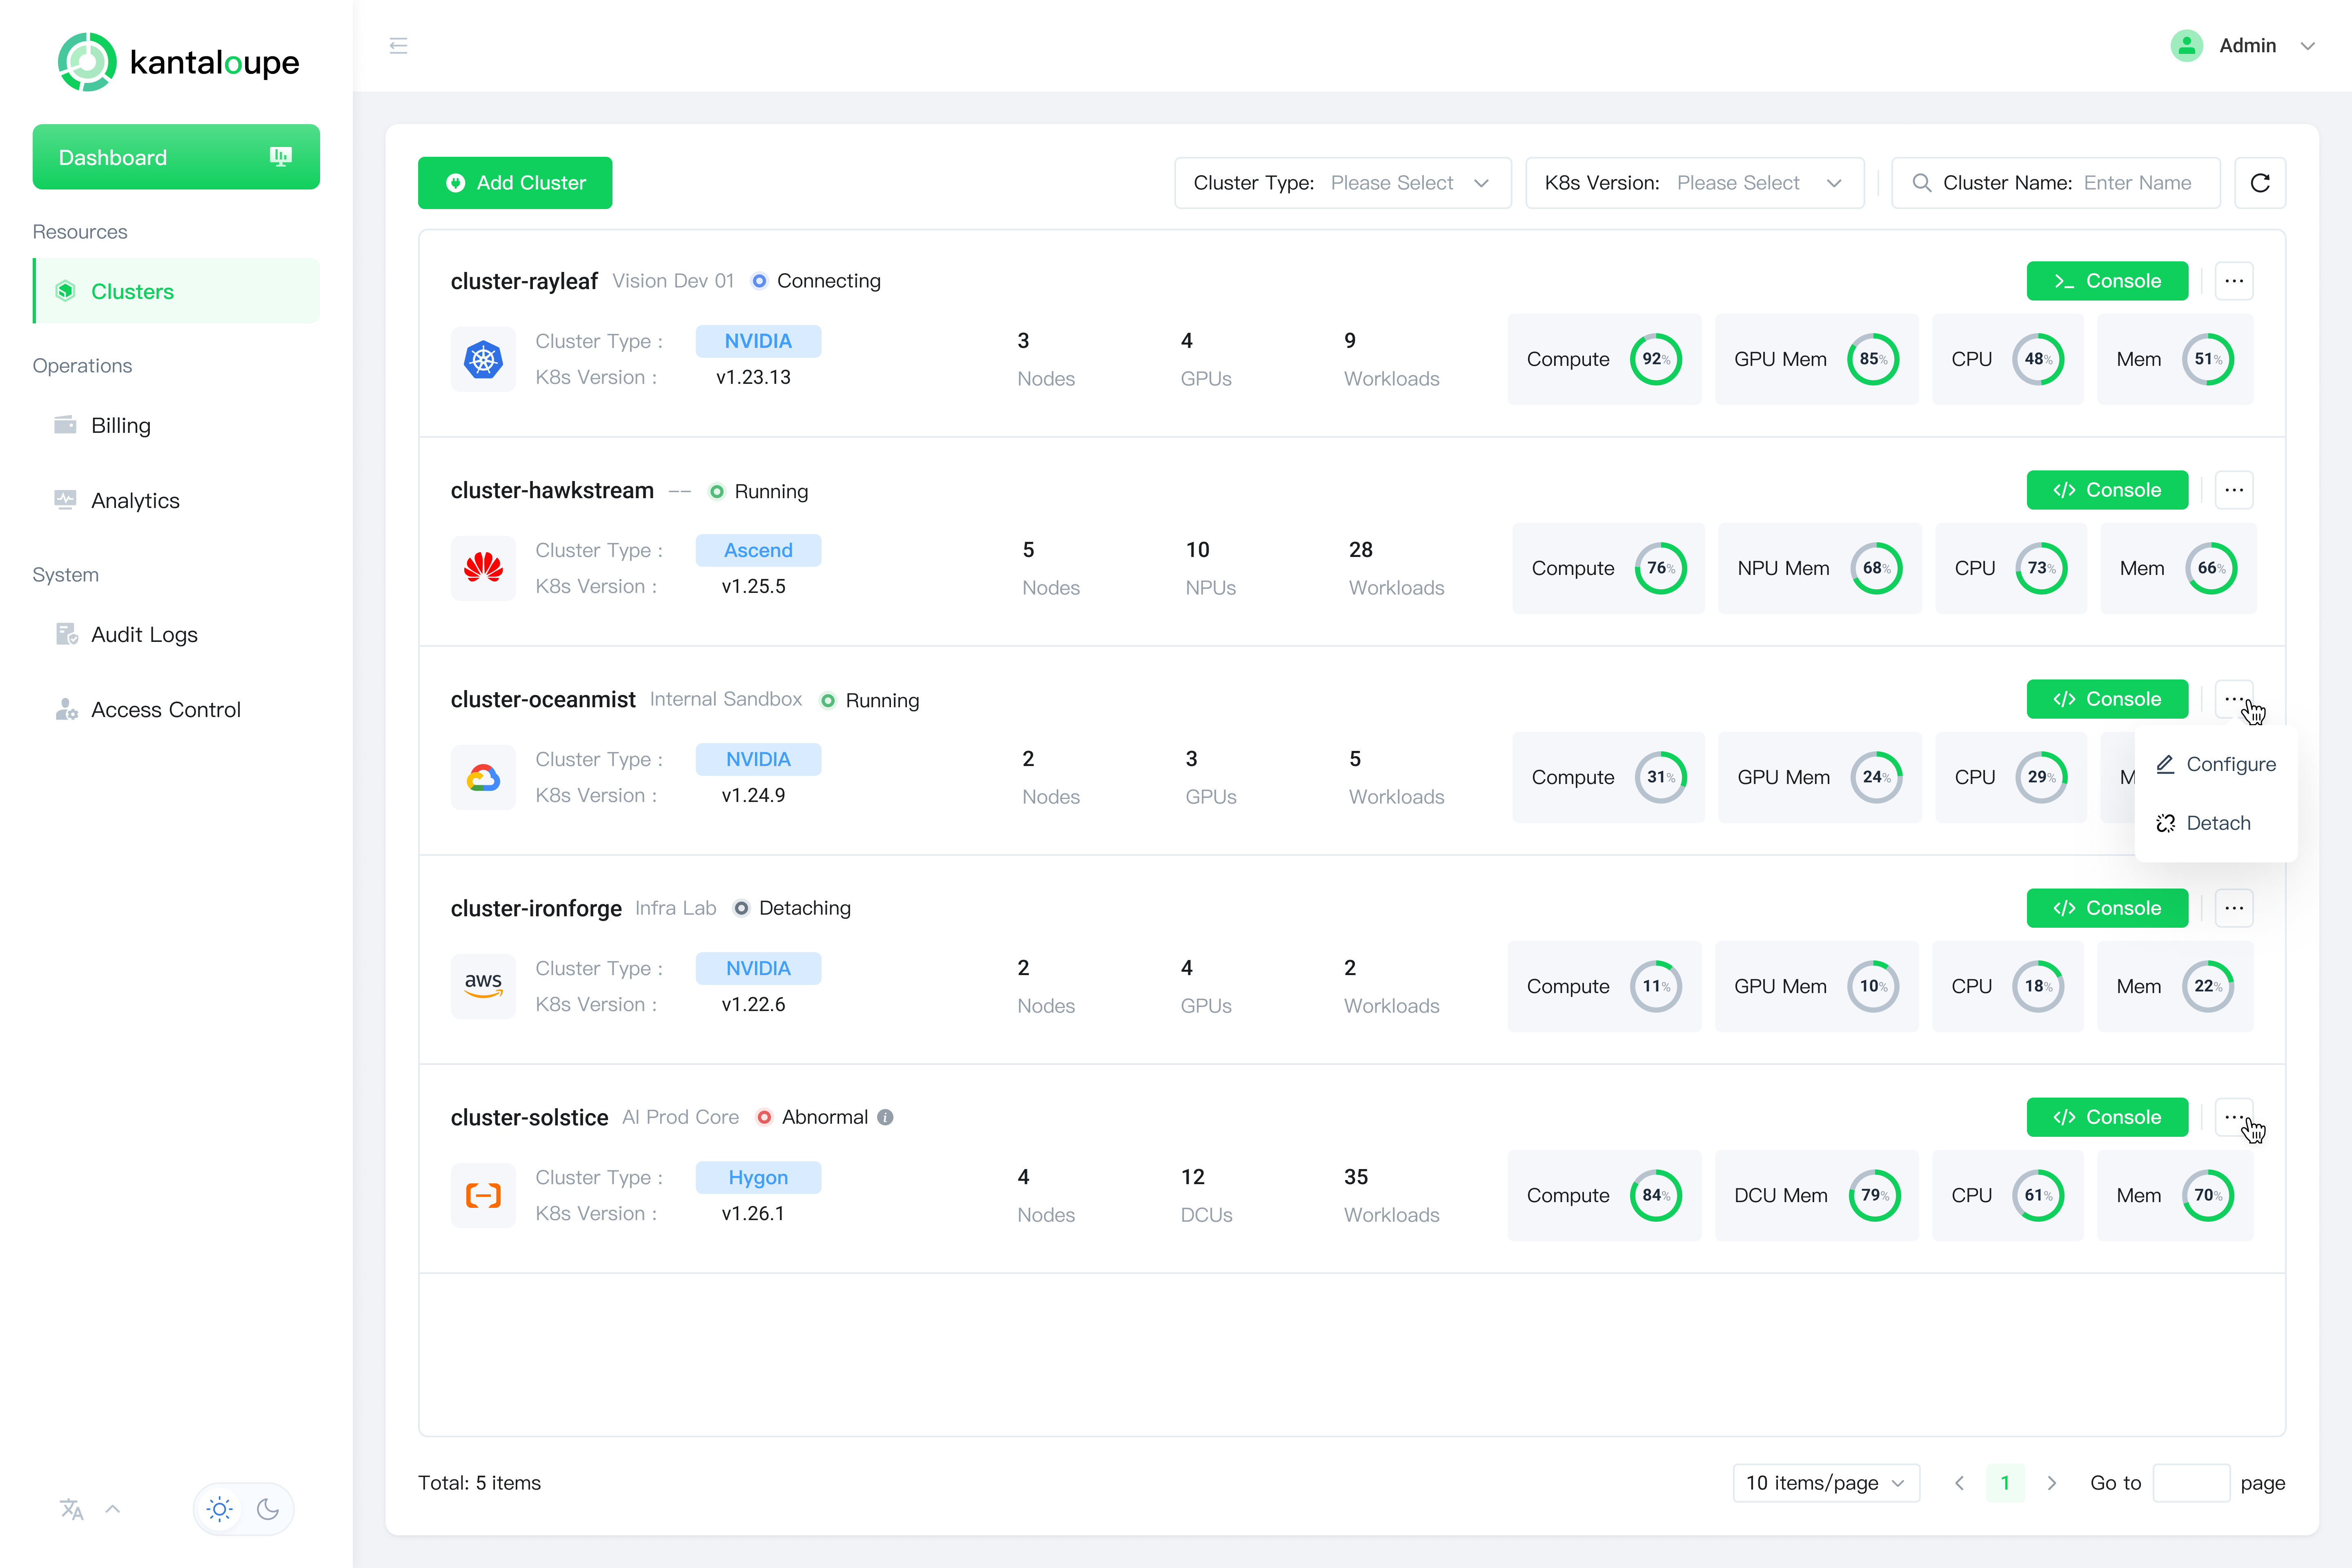 kantaloupe
Admin
Dashboard
Resources
Clusters
Operations
Billing
Analytics
System
Audit Logs
Access Control
Add Cluster
Cluster Type: Please Select
K8s Version: Please Select
Cluster Name: Enter Name
cluster-rayleaf Vision Dev 01 Connecting
>_ Console
Cluster Type : NVIDIA
K8s Version : v1.23.13
3 Nodes
4 GPUs
9 Workloads
Compute 92%
GPU Mem 85%
CPU 48%
Mem 51%
cluster-hawkstream -- Running
</> Console
Cluster Type : Ascend
K8s Version : v1.25.5
5 Nodes
10 NPUs
28 Workloads
Compute 76%
NPU Mem 68%
CPU 73%
Mem 66%
cluster-oceanmist Internal Sandbox Running
</> Console
Cluster Type : NVIDIA
K8s Version : v1.24.9
2 Nodes
3 GPUs
5 Workloads
Compute 31%
GPU Mem 24%
CPU 29%
M
Configure
Detach
cluster-ironforge Infra Lab Detaching
</> Console
aws
Cluster Type : NVIDIA
K8s Version : v1.22.6
2 Nodes
4 GPUs
2 Workloads
Compute 11%
GPU Mem 10%
CPU 18%
Mem 22%
cluster-solstice AI Prod Core Abnormal
</> Console
Cluster Type : Hygon
K8s Version : v1.26.1
4 Nodes
12 DCUs
35 Workloads
Compute 84%
DCU Mem 79%
CPU 61%
Mem 70%
Total: 5 items
10 items/page
1
Go to page